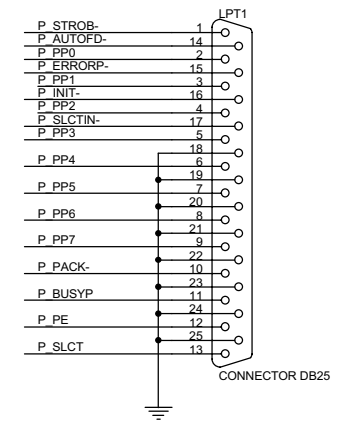 LPT1
P_STROB- 1
P_AUTOFD- 14
P_PP0 2
P_ERRORP- 15
P_PP1 3
P_INIT- 16
P_PP2 4
P_SLCTIN- 17
P_PP3 5
18
P_PP4 6
19
P_PP5 7
20
P_PP6 8
21
P_PP7 9
22
P_PACK- 10
23
P_BUSYP 11
24
P_PE 12
25
P_SLCT 13
CONNECTOR DB25